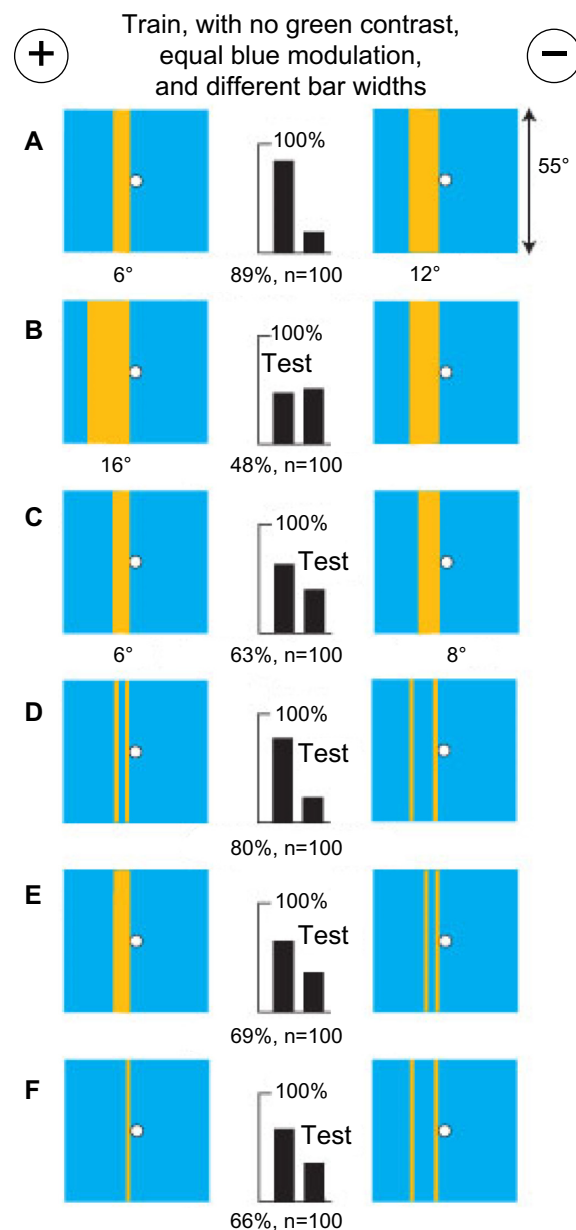 Train, with no green contrast,
equal blue modulation,
and different bar widths
+
−
A
100%
55°
6°
89%, n=100
12°
B
100%
Test
16°
48%, n=100
C
100%
Test
6°
63%, n=100
8°
D
100%
Test
80%, n=100
E
100%
Test
69%, n=100
F
100%
Test
66%, n=100